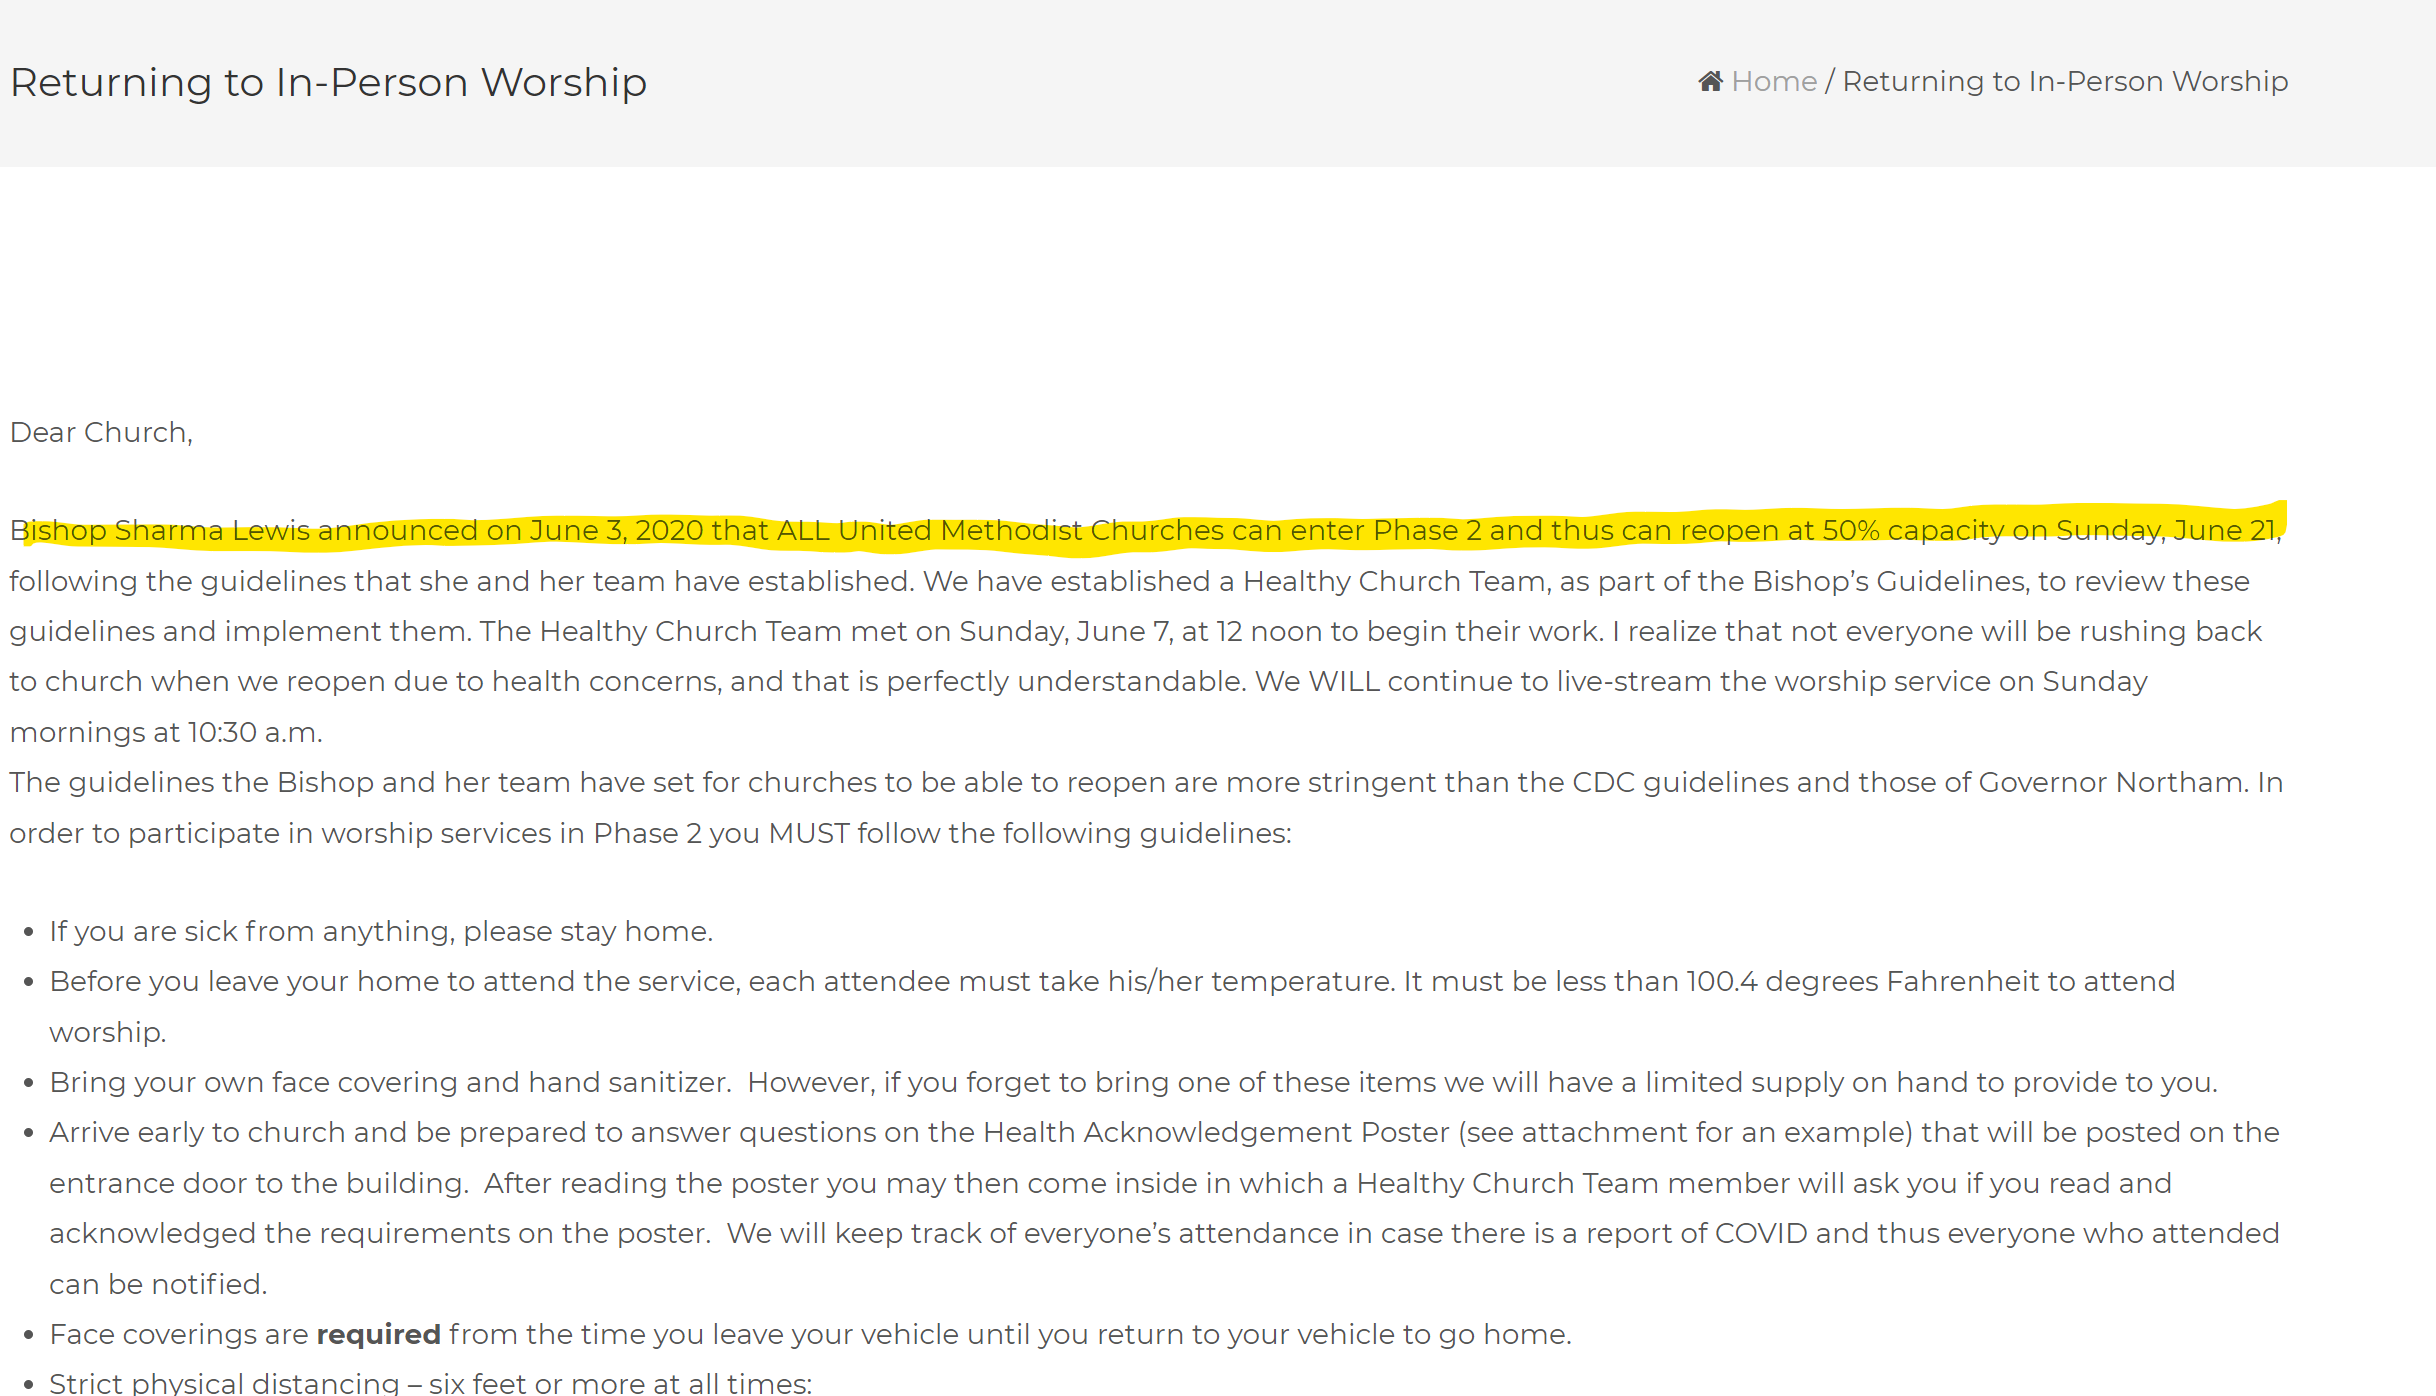 Returning to In-Person Worship
Home / Returning to In-Person Worship
Dear Church,
Bishop Sharma Lewis announced on June 3, 2020 that ALL United Methodist Churches can enter Phase 2 and thus can reopen at 50% capacity on Sunday, June 21,
following the guidelines that she and her team have established. We have established a Healthy Church Team, as part of the Bishop’s Guidelines, to review these
guidelines and implement them. The Healthy Church Team met on Sunday, June 7, at 12 noon to begin their work. I realize that not everyone will be rushing back
to church when we reopen due to health concerns, and that is perfectly understandable. We WILL continue to live-stream the worship service on Sunday
mornings at 10:30 a.m.
The guidelines the Bishop and her team have set for churches to be able to reopen are more stringent than the CDC guidelines and those of Governor Northam. In
order to participate in worship services in Phase 2 you MUST follow the following guidelines:
• If you are sick from anything, please stay home.
• Before you leave your home to attend the service, each attendee must take his/her temperature. It must be less than 100.4 degrees Fahrenheit to attend
worship.
• Bring your own face covering and hand sanitizer.  However, if you forget to bring one of these items we will have a limited supply on hand to provide to you.
• Arrive early to church and be prepared to answer questions on the Health Acknowledgement Poster (see attachment for an example) that will be posted on the
entrance door to the building.  After reading the poster you may then come inside in which a Healthy Church Team member will ask you if you read and
acknowledged the requirements on the poster.  We will keep track of everyone’s attendance in case there is a report of COVID and thus everyone who attended
can be notified.
• Face coverings are required from the time you leave your vehicle until you return to your vehicle to go home.
• Strict physical distancing – six feet or more at all times: